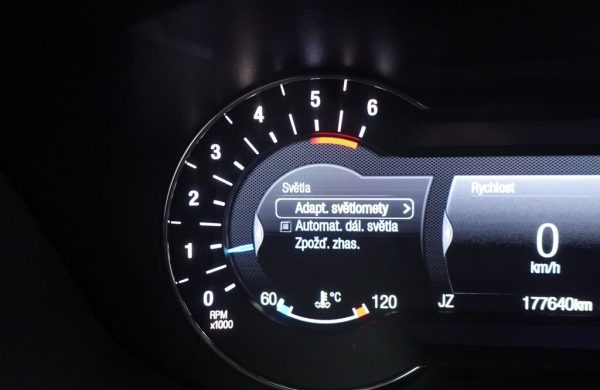 6
5
4
3
2
1
0
RPM
x1000
Světla
Adapt. světlomety >
Automat. dál. světla
Zpožď. zhas.
60 °C 120
Rychlost
0
km/h
JZ 177640km